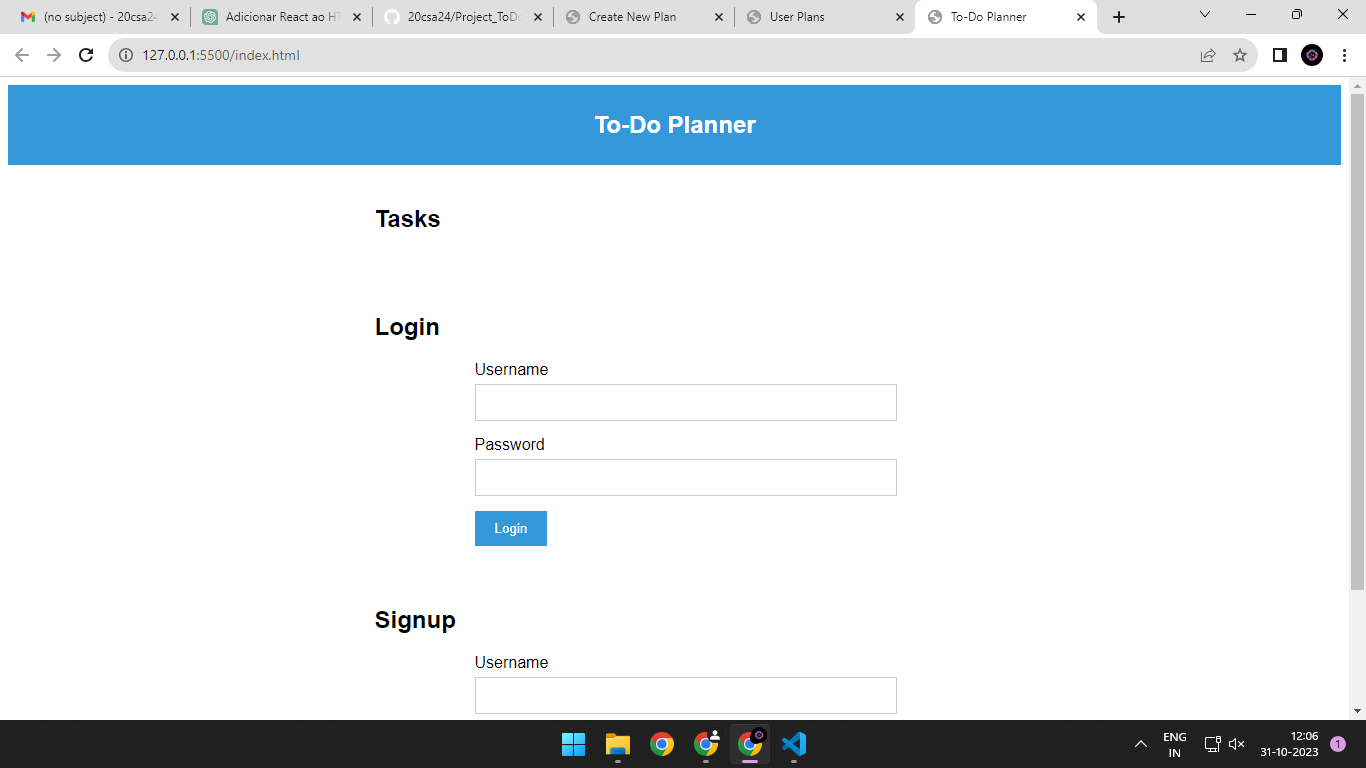 (no subject) - 20csa24
Adicionar React ao HT
20csa24/Project_ToDo
Create New Plan
User Plans
To-Do Planner
127.0.0.1:5500/index.html
To-Do Planner
Tasks
Login
Username
Password
Login
Signup
Username
ENG
IN
12:06
31-10-2023
1